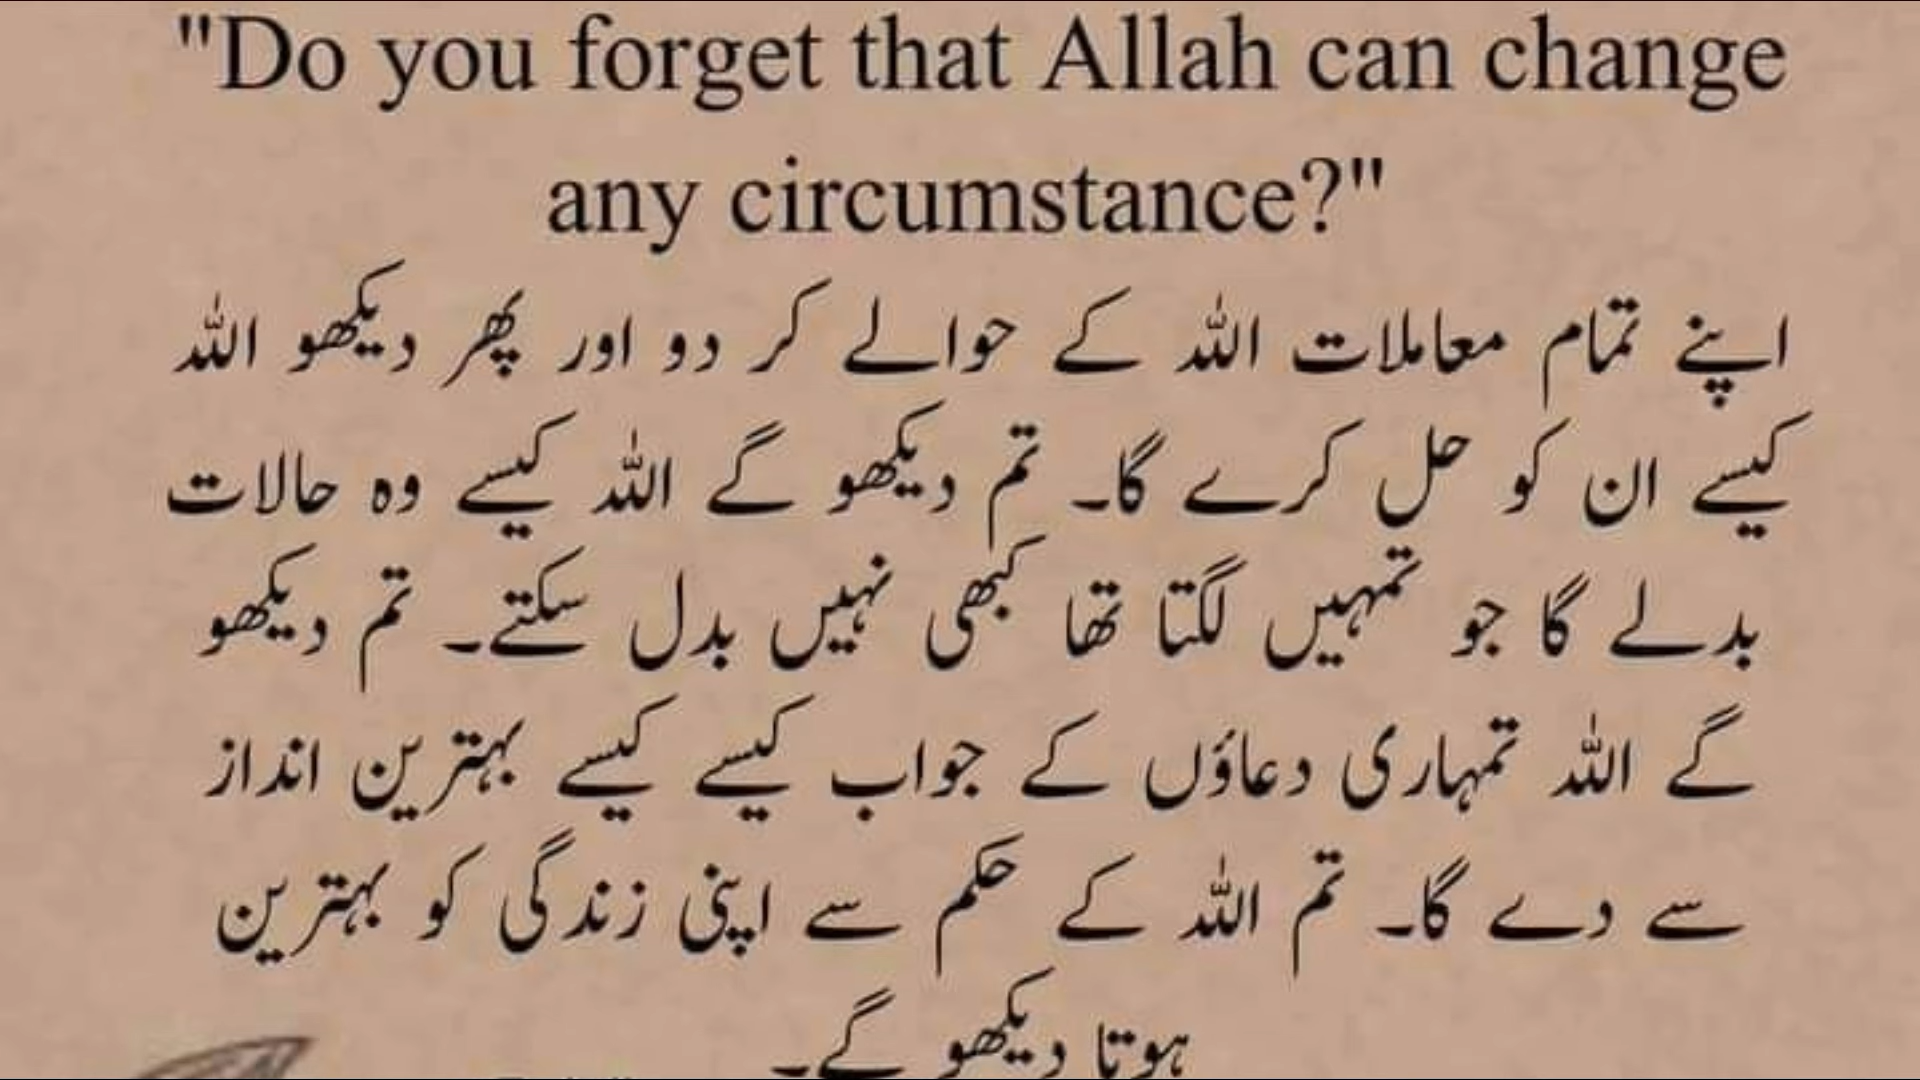 "Do you forget that Allah can change
any circumstance?"
اپنے تمام معاملات اللہ کے حوالے کر دو اور پھر دیکھو اللہ
کیسے ان کو حل کرے گا۔ تم دیکھو گے اللہ کیسے وہ حالات
بدلے گا جو تمہیں لگتا تھا کبھی نہیں بدل سکتے۔ تم دیکھو
گے اللہ تمہاری دعاؤں کے جواب کیسے کیسے بہترین انداز
سے دے گا۔ تم اللہ کے حکم سے اپنی زندگی کو بہترین
ہوتا دیکھو گے۔